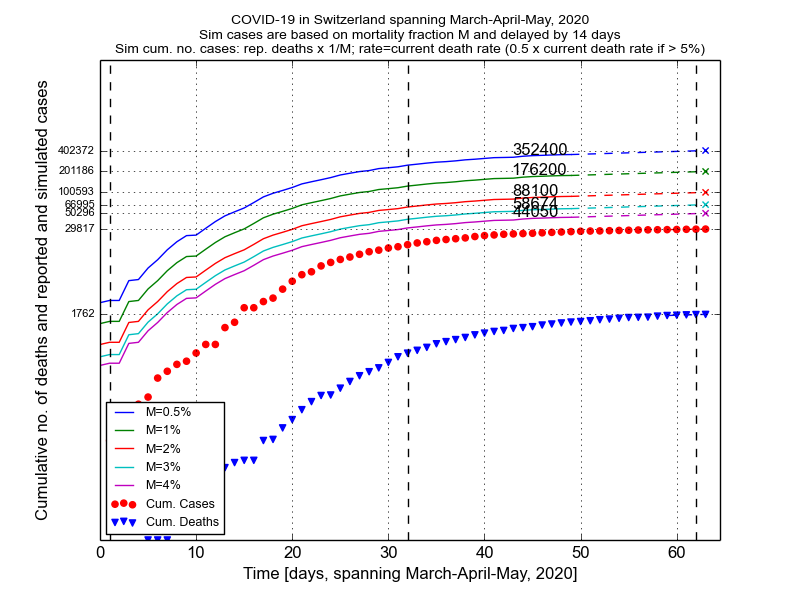 COVID-19 in Switzerland spanning March-April-May, 2020
Sim cases are based on mortality fraction M and delayed by 14 days
Sim cum. no. cases: rep. deaths x 1/M; rate=current death rate (0.5 x current death rate if > 5%)
Cumulative no. of deaths and reported and simulated cases
402372
201186
100593
66995
50296
29817
1762
352400
176200
88100
58674
44050
M=0.5%
M=1%
M=2%
M=3%
M=4%
Cum. Cases
Cum. Deaths
0 10 20 30 40 50 60
Time [days, spanning March-April-May, 2020]